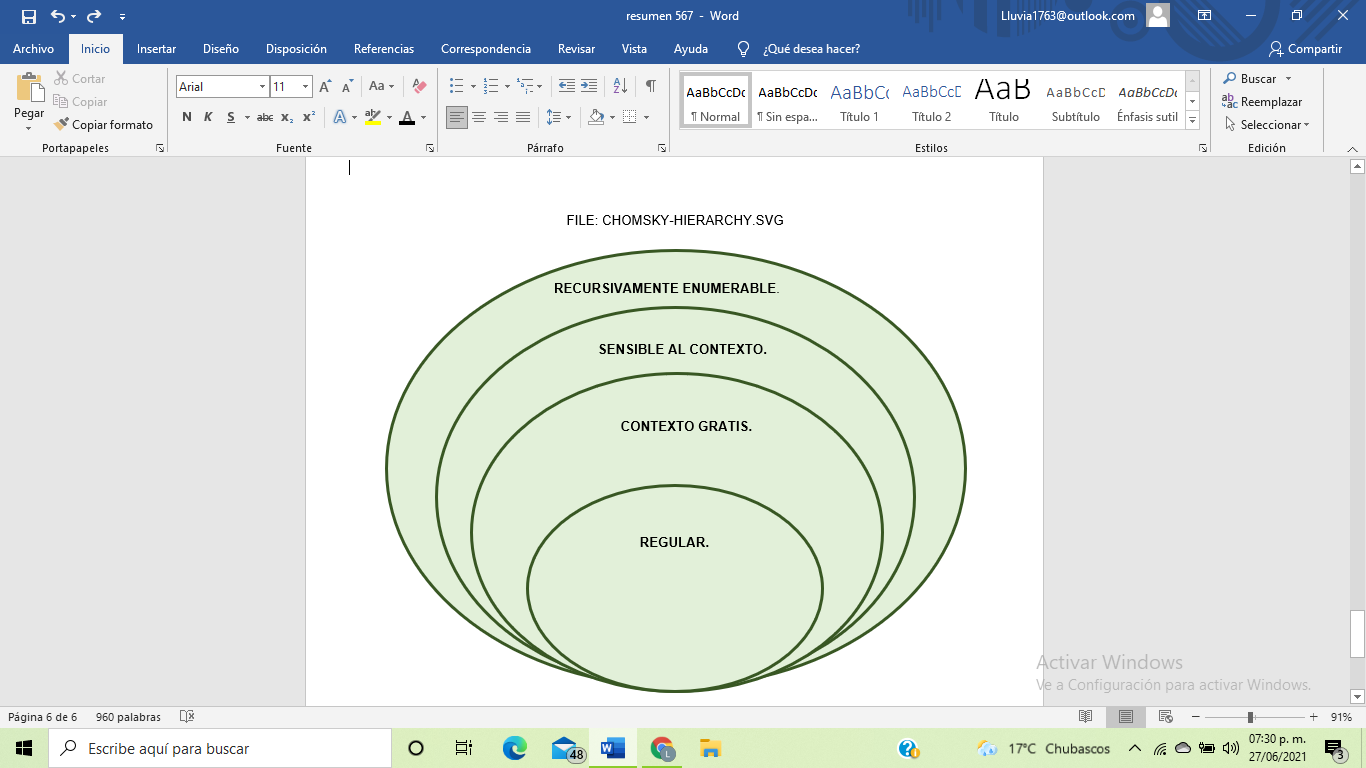 resumen 567 - Word
Lluvia1763@outlook.com
Archivo Inicio Insertar Diseño Disposición Referencias Correspondencia Revisar Vista Ayuda ¿Qué desea hacer? Compartir
Pegar
Cortar
Copiar
Copiar formato
Portapapeles
Arial 11
N K S abc x₂ x²
Fuente
Párrafo
AaBbCcDc AaBbCcDc AaBbCc AaBbCcD AaB AaBbCcD AaBbCcDc
¶ Normal ¶ Sin espa... Título 1 Título 2 Título Subtítulo Énfasis sutil
Estilos
Buscar
Reemplazar
Seleccionar
Edición
FILE: CHOMSKY-HIERARCHY.SVG
RECURSIVAMENTE ENUMERABLE.
SENSIBLE AL CONTEXTO.
CONTEXTO GRATIS.
REGULAR.
Activar Windows
Ve a Configuración para activar Windows.
Página 6 de 6 960 palabras 91%
Escribe aquí para buscar
48
17°C Chubascos
07:30 p. m.
27/06/2021
3